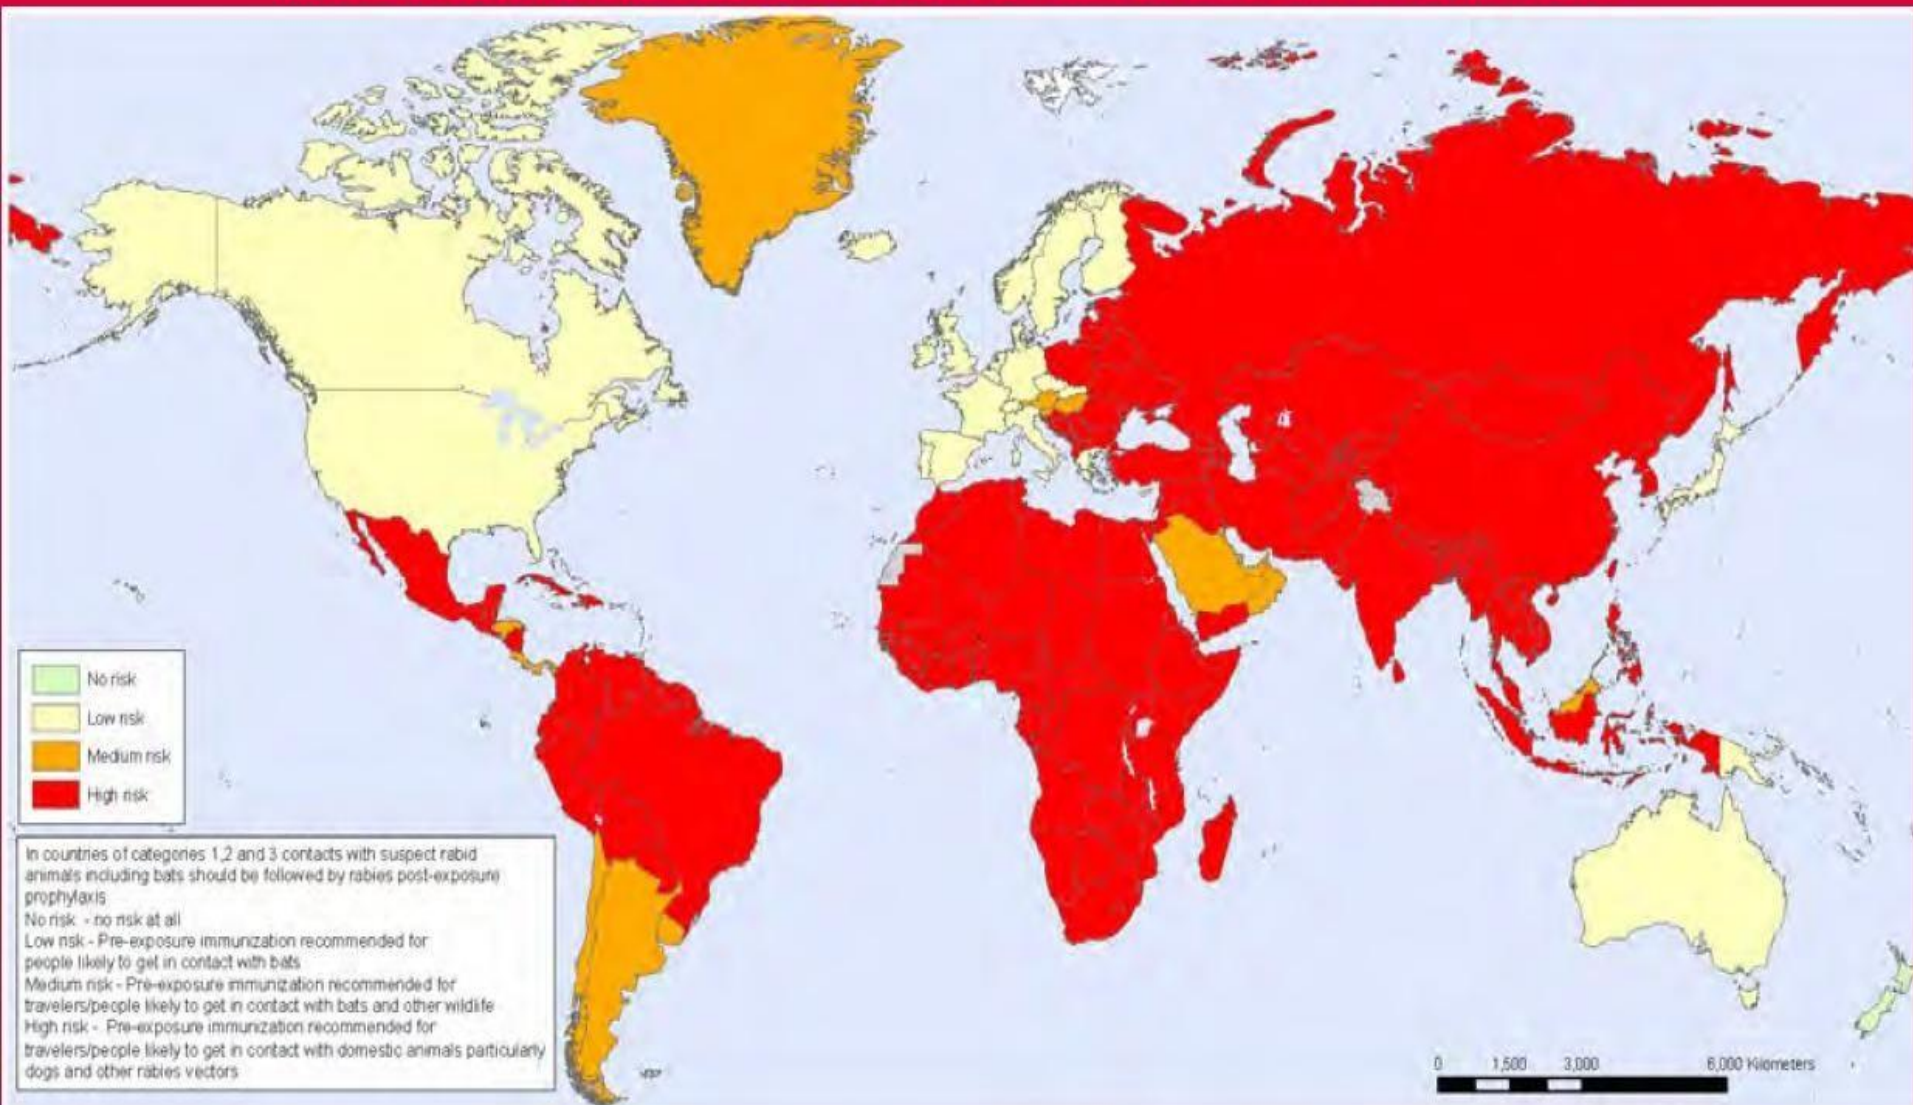 No risk
Low risk
Medium risk
High risk
In countries of categories 1,2 and 3 contacts with suspect rabid
animals including bats should be followed by rabies post-exposure
prophylaxis
No risk - no risk at all
Low risk - Pre-exposure immunization recommended for
people likely to get in contact with bats
Medium risk - Pre-exposure immunization recommended for
travelers/people likely to get in contact with bats and other wildlife
High risk - Pre-exposure immunization recommended for
travelers/people likely to get in contact with domestic animals particularly
dogs and other rabies vectors
0 1,500 3,000 6,000 Kilometers